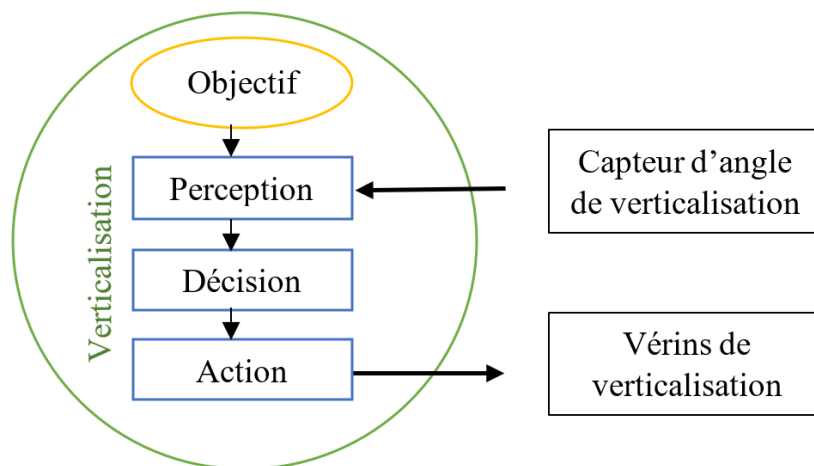 Objectif
Perception
Décision
Action
Verticalisation
Capteur d'angle
de verticalisation
Vérins de
verticalisation